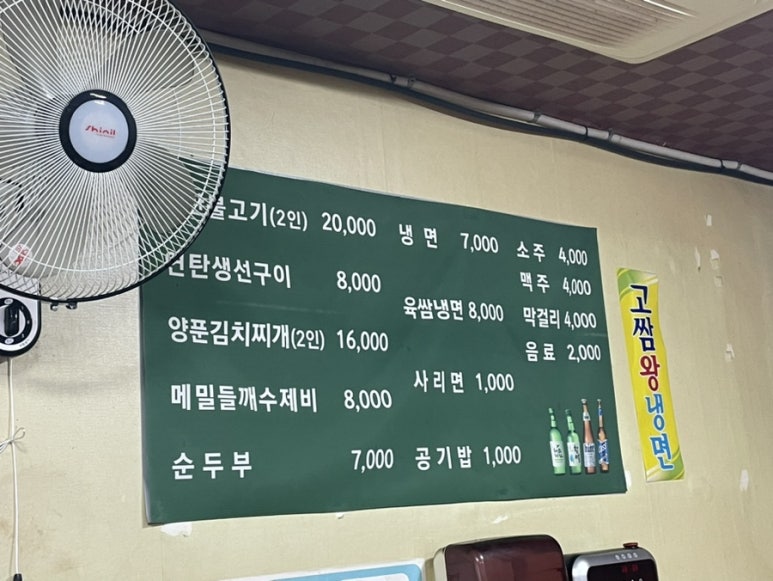 shinil
불고기(2인) 20,000
연탄생선구이 8,000
양푼김치찌개(2인) 16,000
메밀들깨수제비 8,000
순두부 7,000
냉면 7,000
육쌈냉면 8,000
사리면 1,000
공기밥 1,000
소주 4,000
맥주 4,000
막걸리 4,000
음료 2,000
고쌈왕냉면